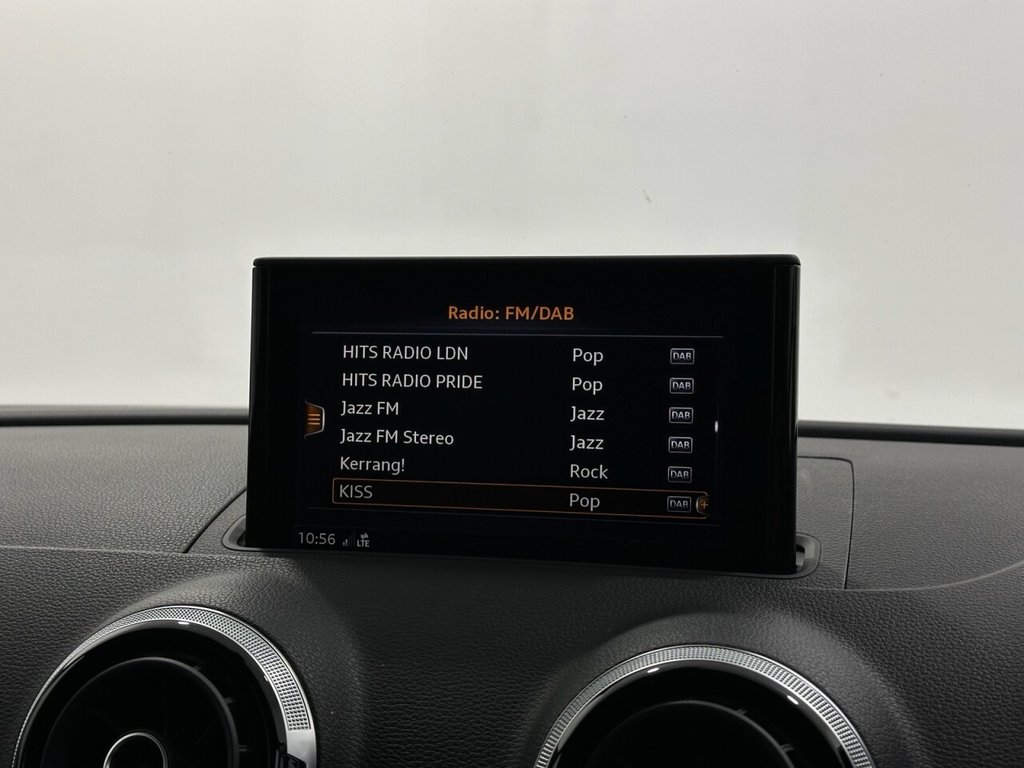 Radio: FM/DAB
HITS RADIO LDN Pop DAB
HITS RADIO PRIDE Pop DAB
Jazz FM Jazz DAB
Jazz FM Stereo Jazz DAB
Kerrang! Rock DAB
KISS Pop DAB
10:56 LTE